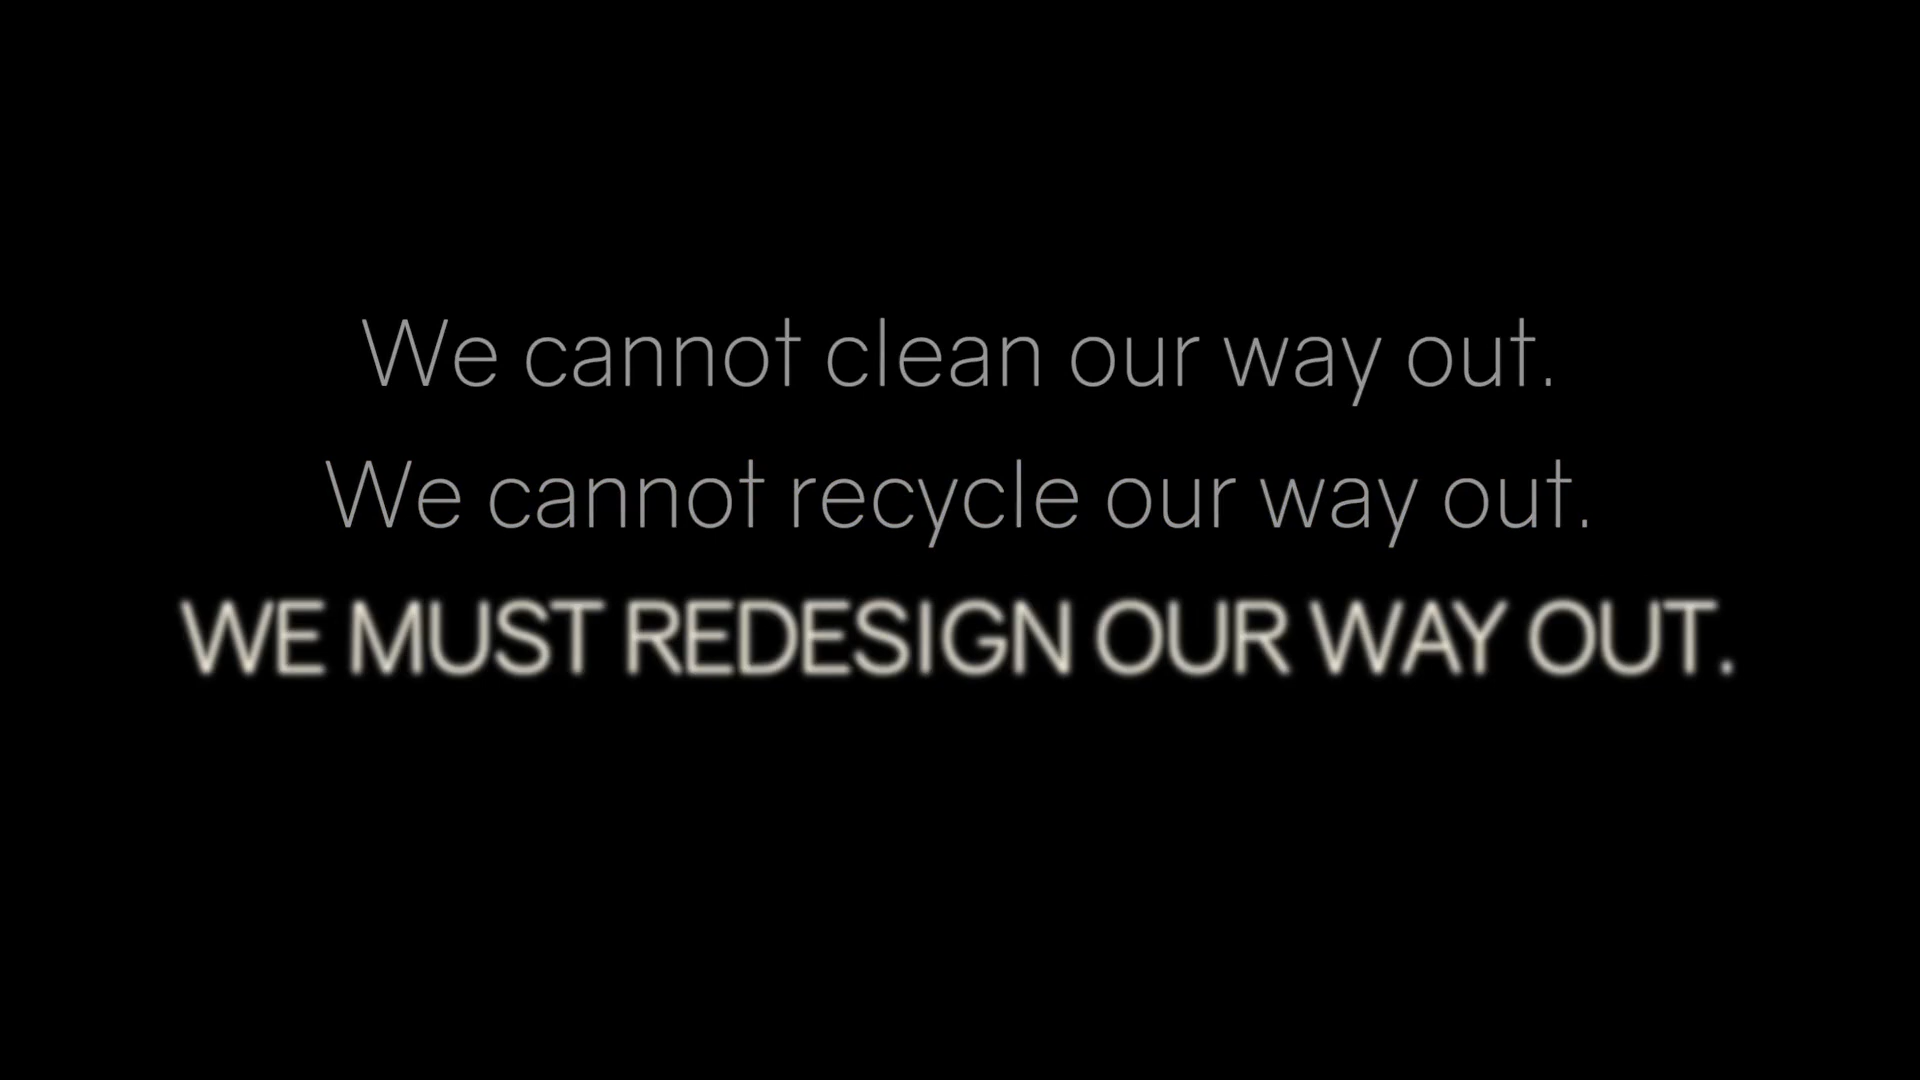 We cannot clean our way out.
We cannot recycle our way out.
WE MUST REDESIGN OUR WAY OUT.